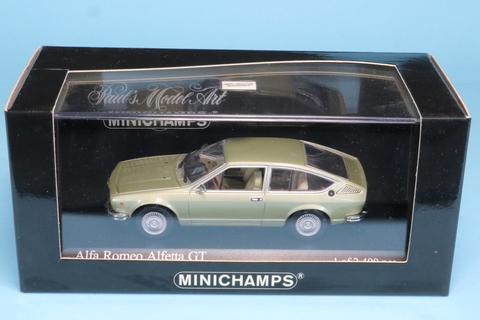 Paul's Model Art
MINICHAMPS
Alfa Romeo Alfetta GT
MINICHAMPS